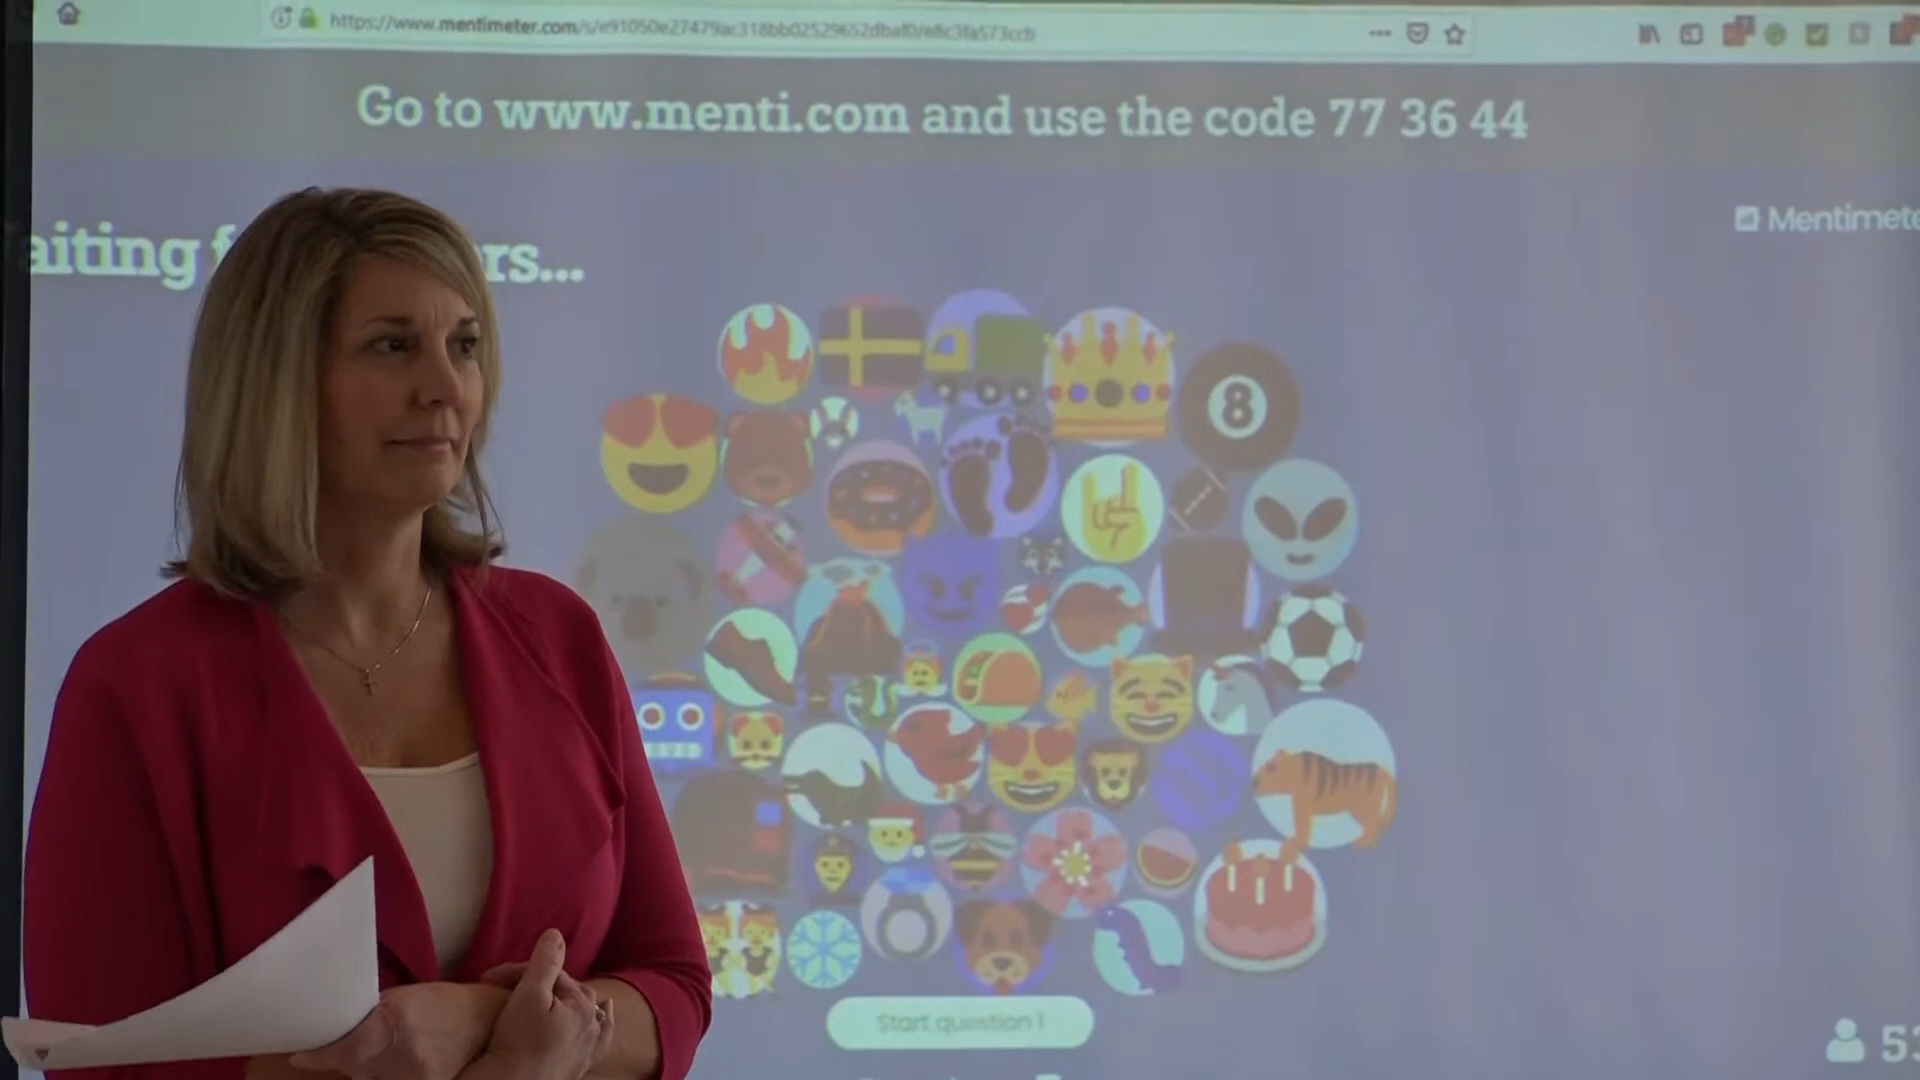 https://www.mentimeter.com/s/e91050e27479ac318bb02529652dbaf0/e8c3fa573ccb
Go to www.menti.com and use the code 77 36 44
Mentimete
aiting f rs...
8
Start question 1
53